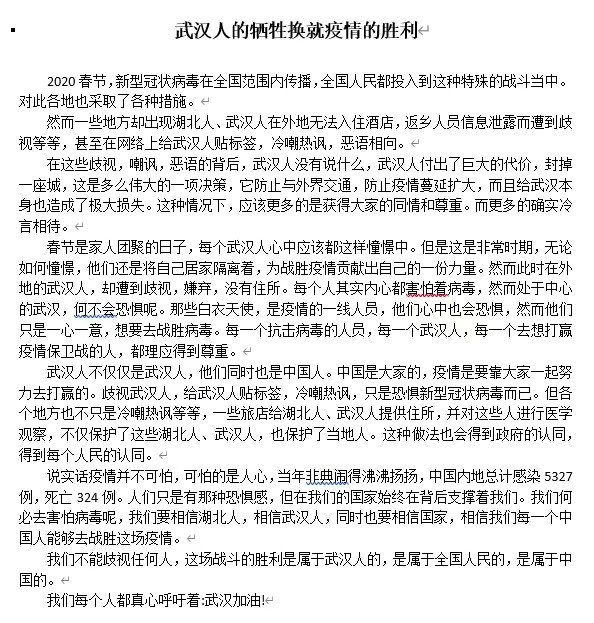 武汉人的牺牲换就疫情的胜利
2020春节,新型冠状病毒在全国范围内传播,全国人民都投入到这种特殊的战斗当中。
对此各地也采取了各种措施。
然而一些地方却出现湖北人、武汉人在外地无法入住酒店,返乡人员信息泄露而遭到歧
视等等,甚至在网络上给武汉人贴标签,冷嘲热讽,恶语相向。
在这些歧视,嘲讽,恶语的背后,武汉人没有说什么,武汉人付出了巨大的代价,封掉
一座城,这是多么伟大的一项决策,它防止与外界交通,防止疫情蔓延扩大,而且给武汉本
身也造成了极大损失。这种情况下,应该更多的是获得大家的同情和尊重。而更多的确实冷
言相待。
春节是家人团聚的日子,每个武汉人心中应该都这样憧憬中。但是这是非常时期,无论
如何憧憬,他们还是将自己居家隔离着,为战胜疫情贡献出自己的一份力量。然而此时在外
地的武汉人,却遭到歧视,嫌弃,没有住所。每个人其实内心都害怕着病毒,然而处于中心
的武汉,何不会恐惧呢。那些白衣天使,是疫情的一线人员,他们心中也会恐惧,然而他们
只是一心一意,想要去战胜病毒。每一个抗击病毒的人员,每一个武汉人,每一个去想打赢
疫情保卫战的人,都理应得到尊重。
武汉人不仅仅是武汉人,他们同时也是中国人。中国是大家的,疫情是要靠大家一起努
力去打赢的。歧视武汉人,给武汉人贴标签,冷嘲热讽,只是恐惧新型冠状病毒而已。但各
个地方也不只是冷嘲热讽等等,一些旅店给湖北人、武汉人提供住所,并对这些人进行医学
观察,不仅保护了这些湖北人、武汉人,也保护了当地人。这种做法也会得到政府的认同,
得到每个人民的认同。
说实话疫情并不可怕,可怕的是人心,当年非典闹得沸沸扬扬,中国内地总计感染5327
例,死亡324例。人们只是有那种恐惧感,但在我们的国家始终在背后支撑着我们。我们何
必去害怕病毒呢,我们要相信湖北人,相信武汉人,同时也要相信国家,相信我们每一个中
国人能够去战胜这场疫情。
我们不能歧视任何人,这场战斗的胜利是属于武汉人的,是属于全国人民的,是属于中
国的。
我们每个人都真心呼吁着:武汉加油!